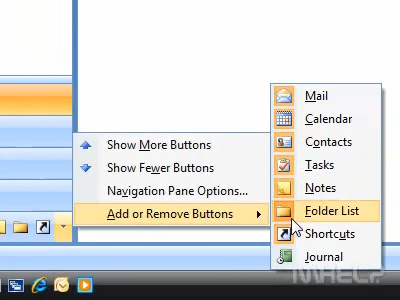 Show More Buttons
Show Fewer Buttons
Navigation Pane Options...
Add or Remove Buttons
Mail
Calendar
Contacts
Tasks
Notes
Folder List
Shortcuts
Journal
MHELP